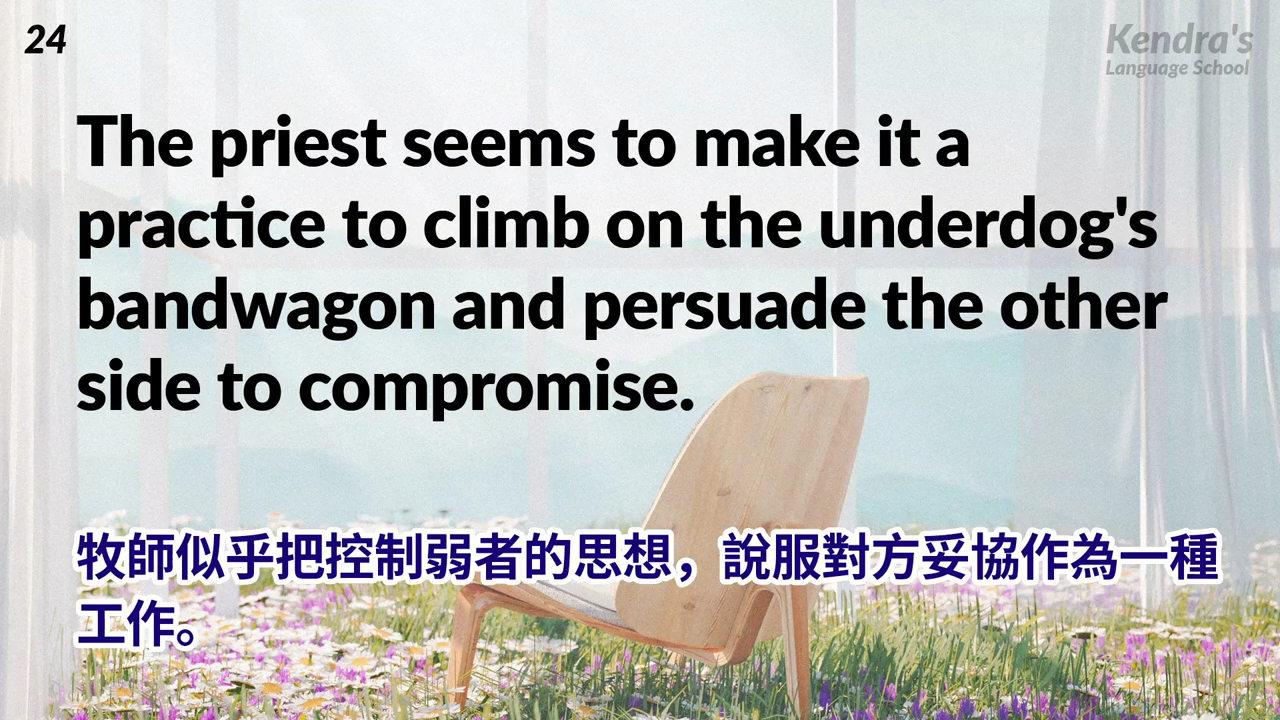 24
Kendra's
Language School
The priest seems to make it a
practice to climb on the underdog's
bandwagon and persuade the other
side to compromise.
牧師似乎把控制弱者的思想，說服對方妥協作為一種
工作。